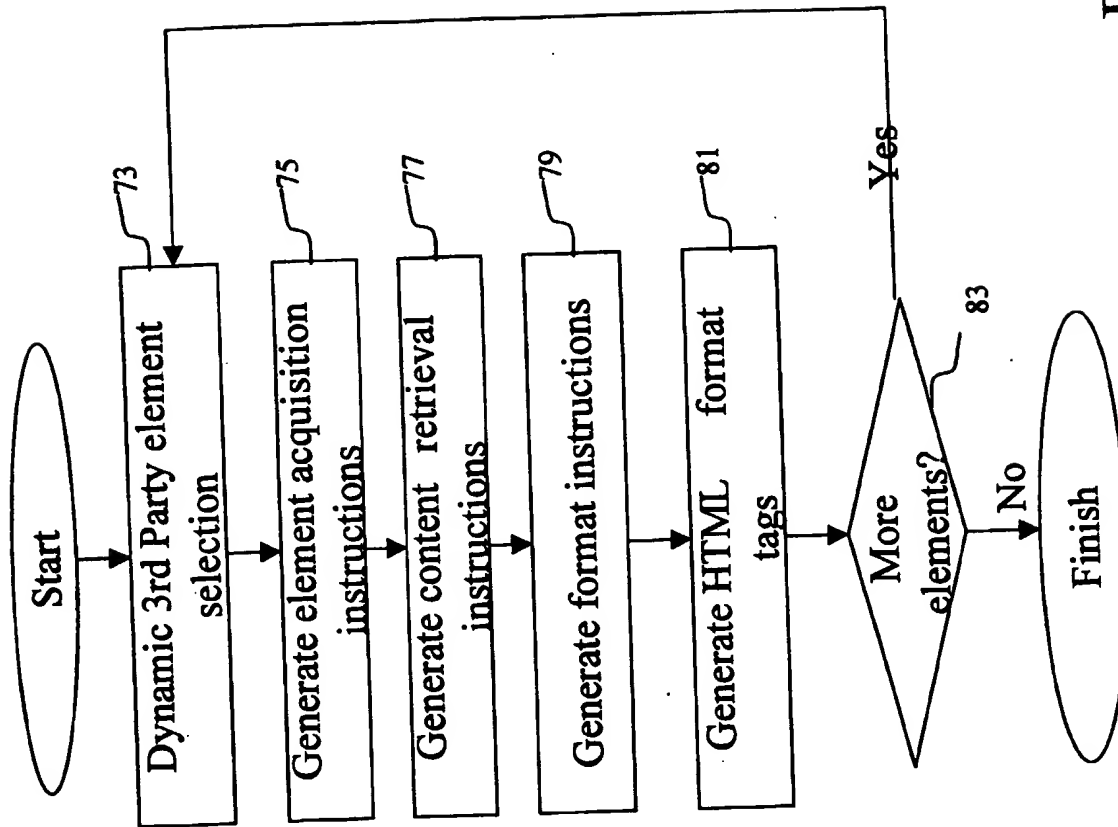 Start
73
Dynamic 3rd Party element
selection
75
Generate element acquisition
instructions
77
Generate content retrieval
instructions
79
Generate format instructions
81
Generate HTML format
tags
Yes
More
elements?
83
No
Finish